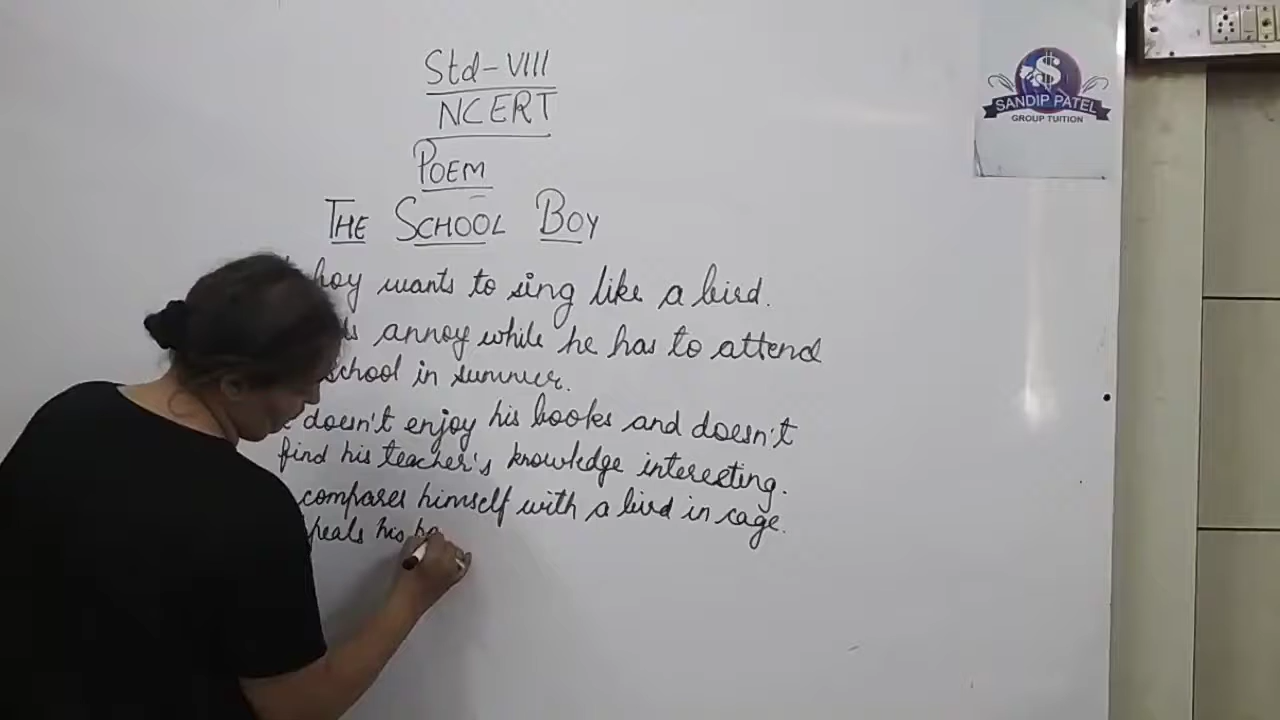 Std-VIII
NCERT
POEM
THE SCHOOL BOY
boy wants to sing like a bird.
annoy while he has to attend
school in summer.
doesn't enjoy his books and doesn't
find his teacher's knowledge interesting.
compares himself with a bird in cage.
his
$
SANDIP PATEL
GROUP TUITION